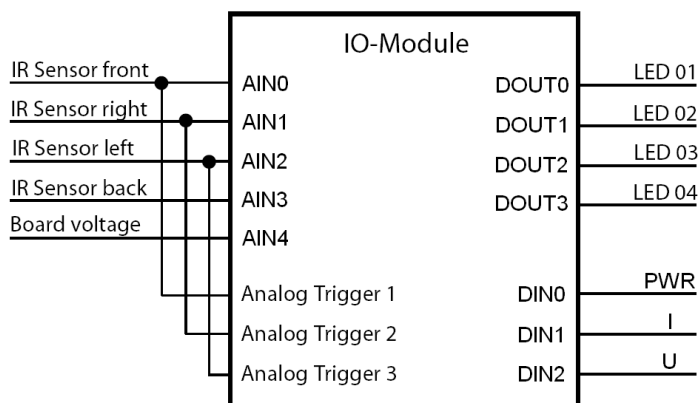 IO-Module
IR Sensor front
AIN0
IR Sensor right
AIN1
IR Sensor left
AIN2
IR Sensor back
AIN3
Board voltage
AIN4
Analog Trigger 1
Analog Trigger 2
Analog Trigger 3
DOUT0
LED 01
DOUT1
LED 02
DOUT2
LED 03
DOUT3
LED 04
DIN0
PWR
DIN1
I
DIN2
U